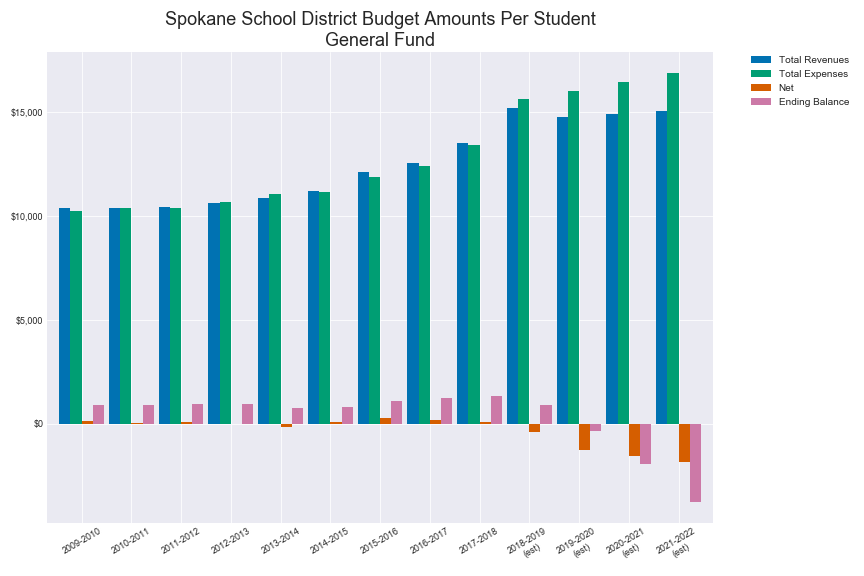 Spokane School District Budget Amounts Per Student
General Fund
Total Revenues
Total Expenses
Net
Ending Balance
$15,000
$10,000
$5,000
$0
2009-2010
2010-2011
2011-2012
2012-2013
2013-2014
2014-2015
2015-2016
2016-2017
2017-2018
2018-2019
(est)
2019-2020
(est)
2020-2021
(est)
2021-2022
(est)